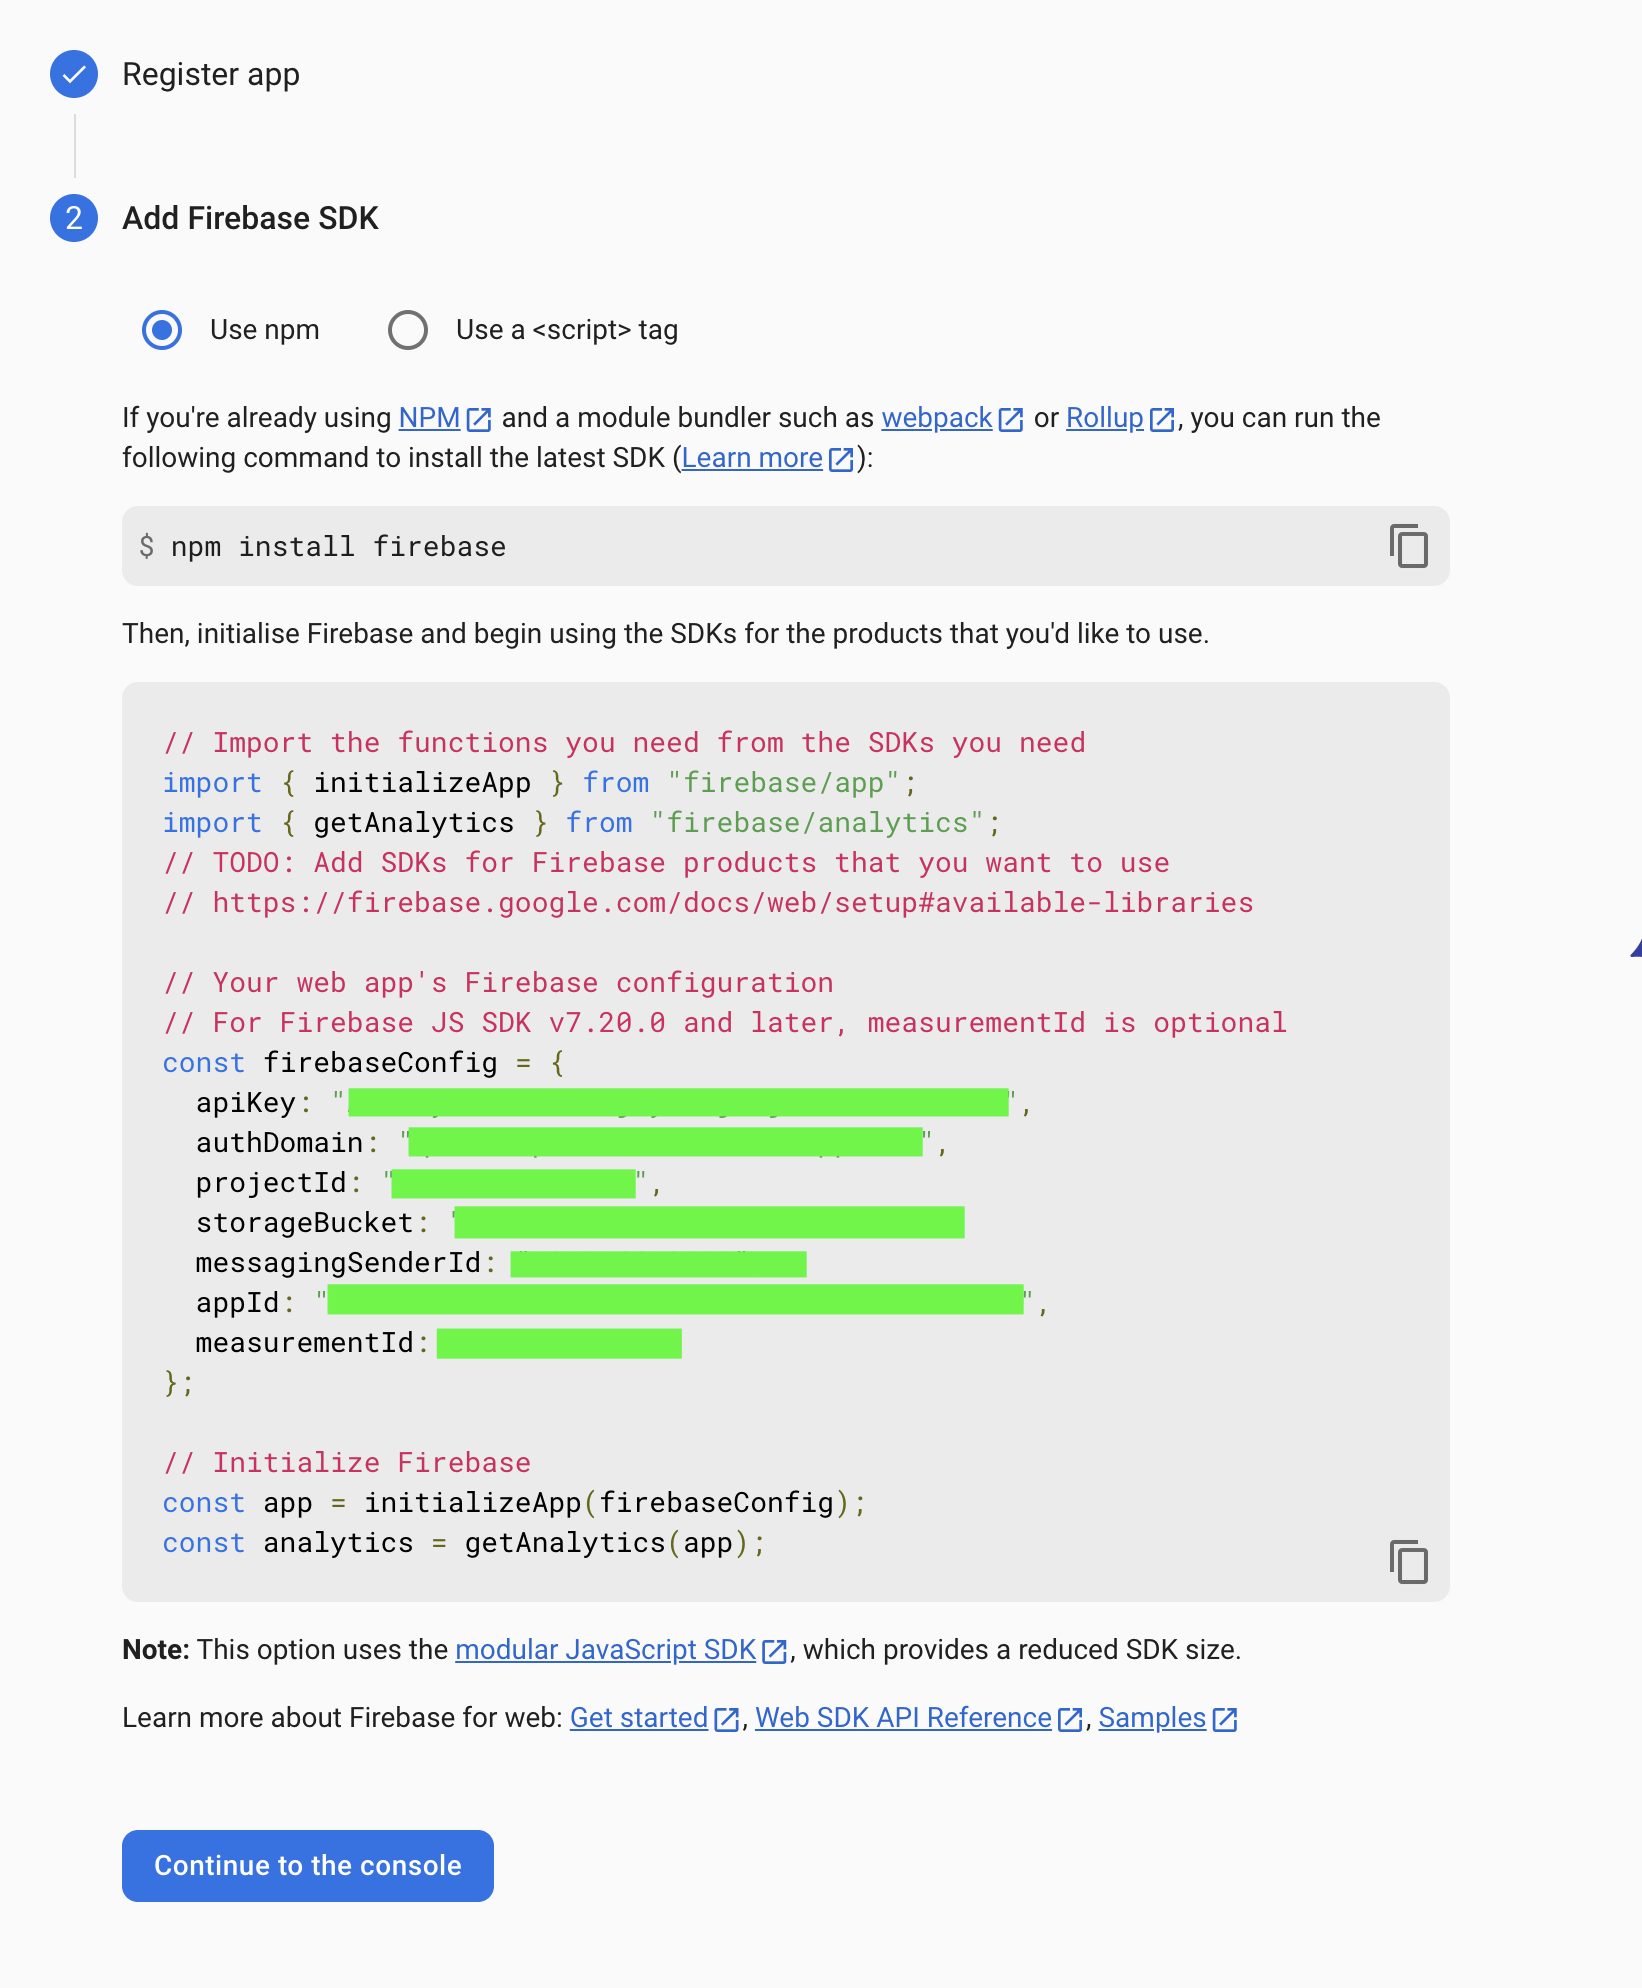 Register app
2 Add Firebase SDK
Use npm Use a <script> tag
If you're already using NPM and a module bundler such as webpack or Rollup, you can run the
following command to install the latest SDK (Learn more):
$ npm install firebase
Then, initialise Firebase and begin using the SDKs for the products that you'd like to use.
// Import the functions you need from the SDKs you need
import { initializeApp } from "firebase/app";
import { getAnalytics } from "firebase/analytics";
// TODO: Add SDKs for Firebase products that you want to use
// https://firebase.google.com/docs/web/setup#available-libraries
// Your web app's Firebase configuration
// For Firebase JS SDK v7.20.0 and later, measurementId is optional
const firebaseConfig = {
apiKey: "",
authDomain: "",
projectId: "",
storageBucket: "
messagingSenderId:
appId: "",
measurementId:
};
// Initialize Firebase
const app = initializeApp(firebaseConfig);
const analytics = getAnalytics(app);
Note: This option uses the modular JavaScript SDK, which provides a reduced SDK size.
Learn more about Firebase for web: Get started, Web SDK API Reference, Samples
Continue to the console